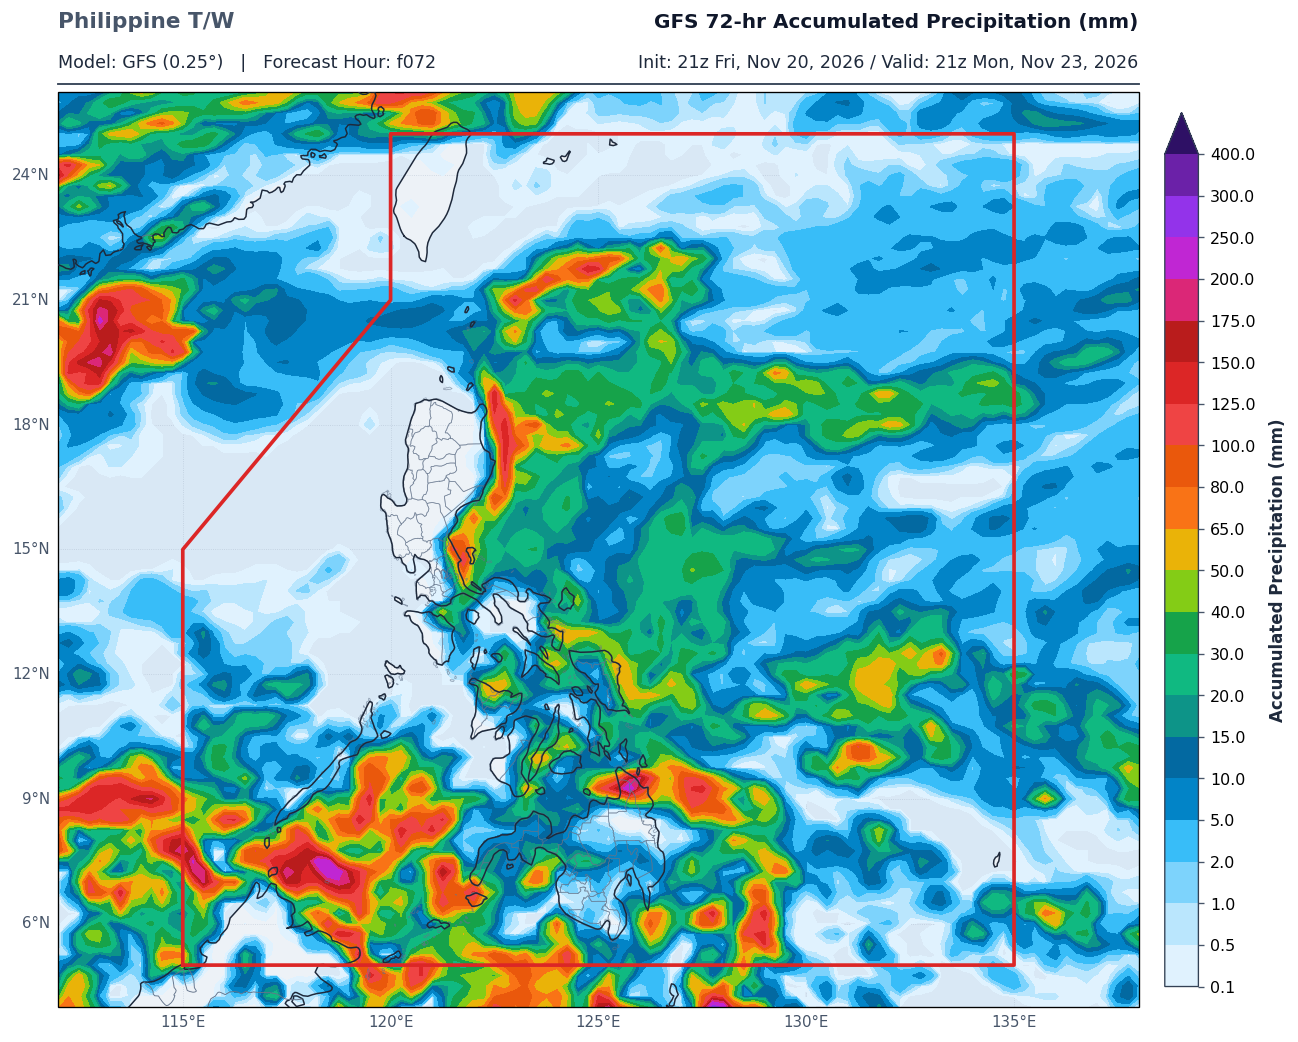 Philippine T/W
GFS 72-hr Accumulated Precipitation (mm)
Model: GFS (0.25°) | Forecast Hour: f072
Init: 21z Fri, Nov 20, 2026 / Valid: 21z Mon, Nov 23, 2026
24°N
21°N
18°N
15°N
12°N
9°N
6°N
115°E
120°E
125°E
130°E
135°E
400.0
300.0
250.0
200.0
175.0
150.0
125.0
100.0
80.0
65.0
50.0
40.0
30.0
20.0
15.0
10.0
5.0
2.0
1.0
0.5
0.1
Accumulated Precipitation (mm)